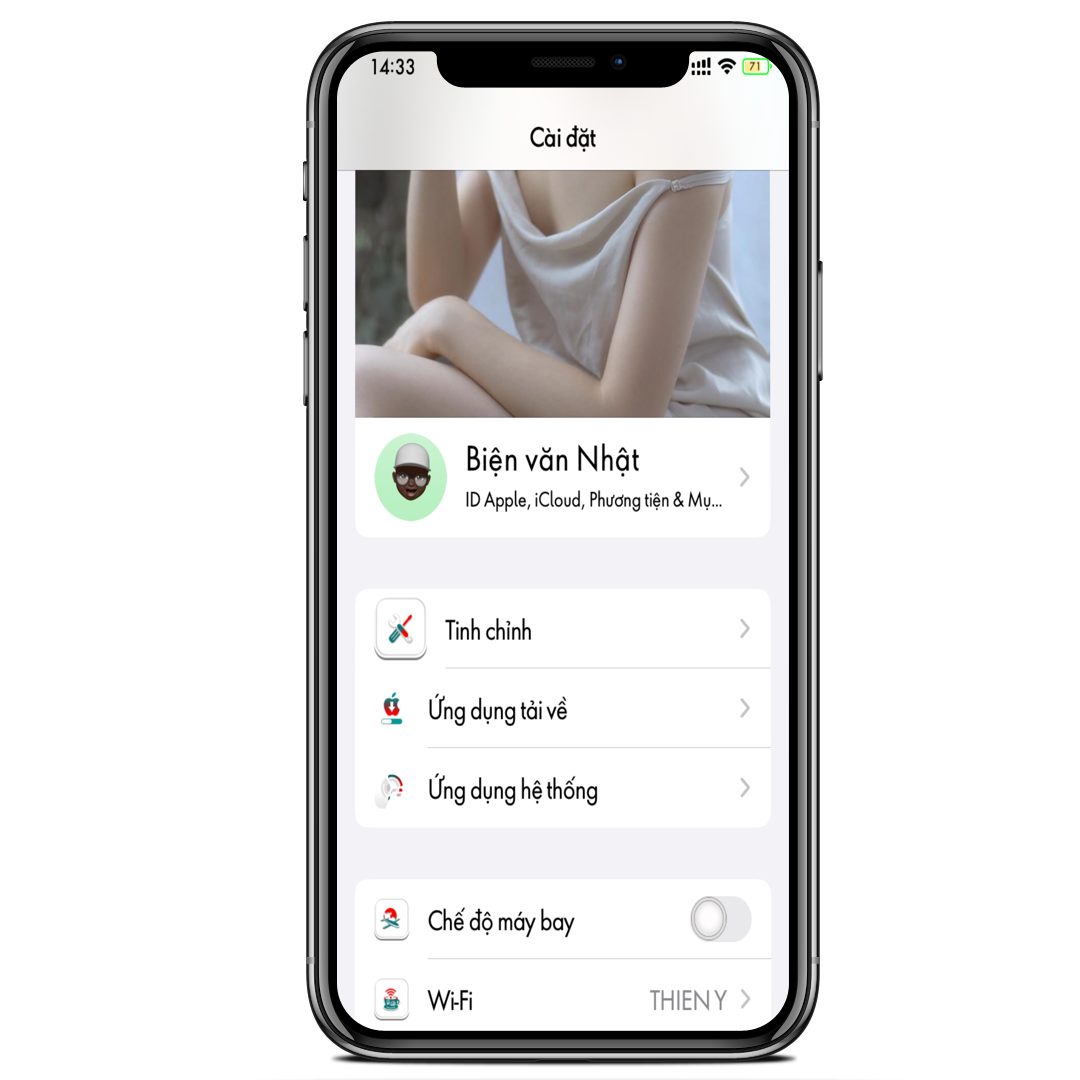 14:33
71
Cài đặt
Biện văn Nhật
ID Apple, iCloud, Phương tiện & Mụ...
Tinh chỉnh
Ứng dụng tải về
Ứng dụng hệ thống
Chế độ máy bay
Wi-Fi THIEN Y